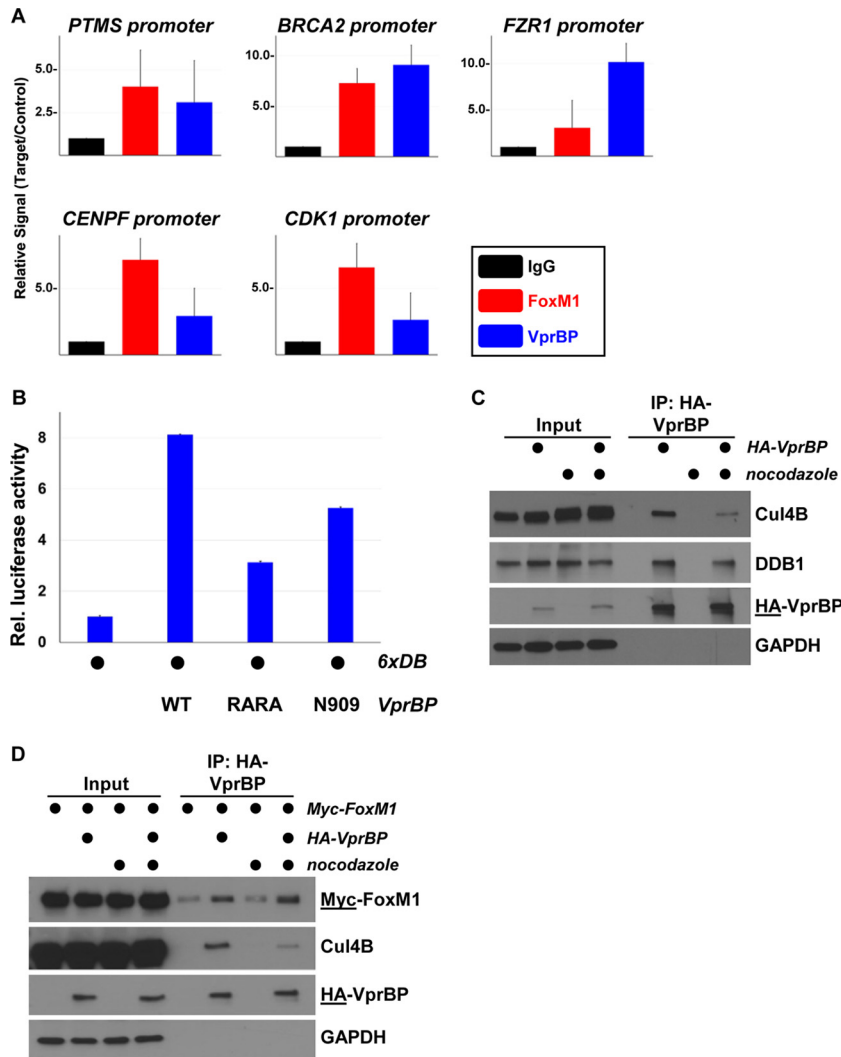 A
PTMS promoter
BRCA2 promoter
FZR1 promoter
Relative Signal (Target/Control)
5.0-
2.5-
10.0-
5.0-
10.0-
5.0-
CENPF promoter
CDK1 promoter
5.0-
5.0-
IgG
FoxM1
VprBP
B
Rel. luciferase activity
8
6
4
2
0
6xDB
WT RARA N909 VprBP
C
Input
IP: HA-
VprBP
HA-VprBP
nocodazole
Cul4B
DDB1
HA-VprBP
GAPDH
D
Input
IP: HA-
VprBP
Myc-FoxM1
HA-VprBP
nocodazole
Myc-FoxM1
Cul4B
HA-VprBP
GAPDH